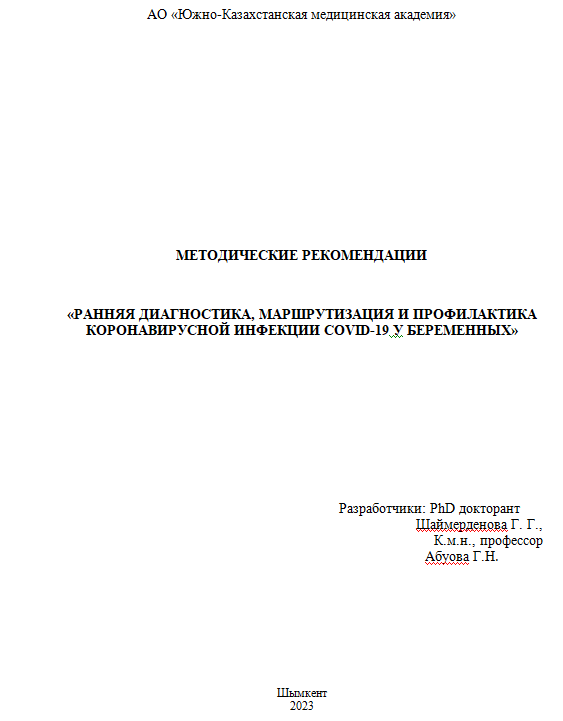 АО «Южно-Казахстанская медицинская академия»
МЕТОДИЧЕСКИЕ РЕКОМЕНДАЦИИ
«РАННЯЯ ДИАГНОСТИКА, МАРШРУТИЗАЦИЯ И ПРОФИЛАКТИКА
КОРОНАВИРУСНОЙ ИНФЕКЦИИ COVID-19 У БЕРЕМЕННЫХ»
Разработчики: PhD докторант
Шаймерденова Г. Г.,
К.м.н., профессор
Абуова Г.Н.
Шымкент
2023